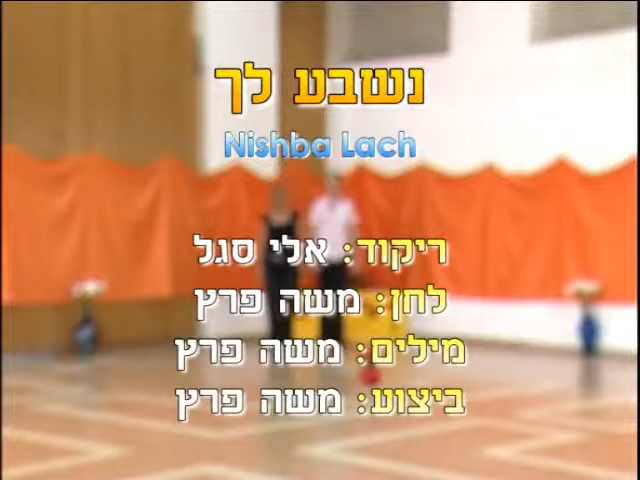 נשבע לך
Nishba Lach
ריקוד: אלי סגל
לחן: משה פרץ
מילים: משה פרץ
ביצוע: משה פרץ